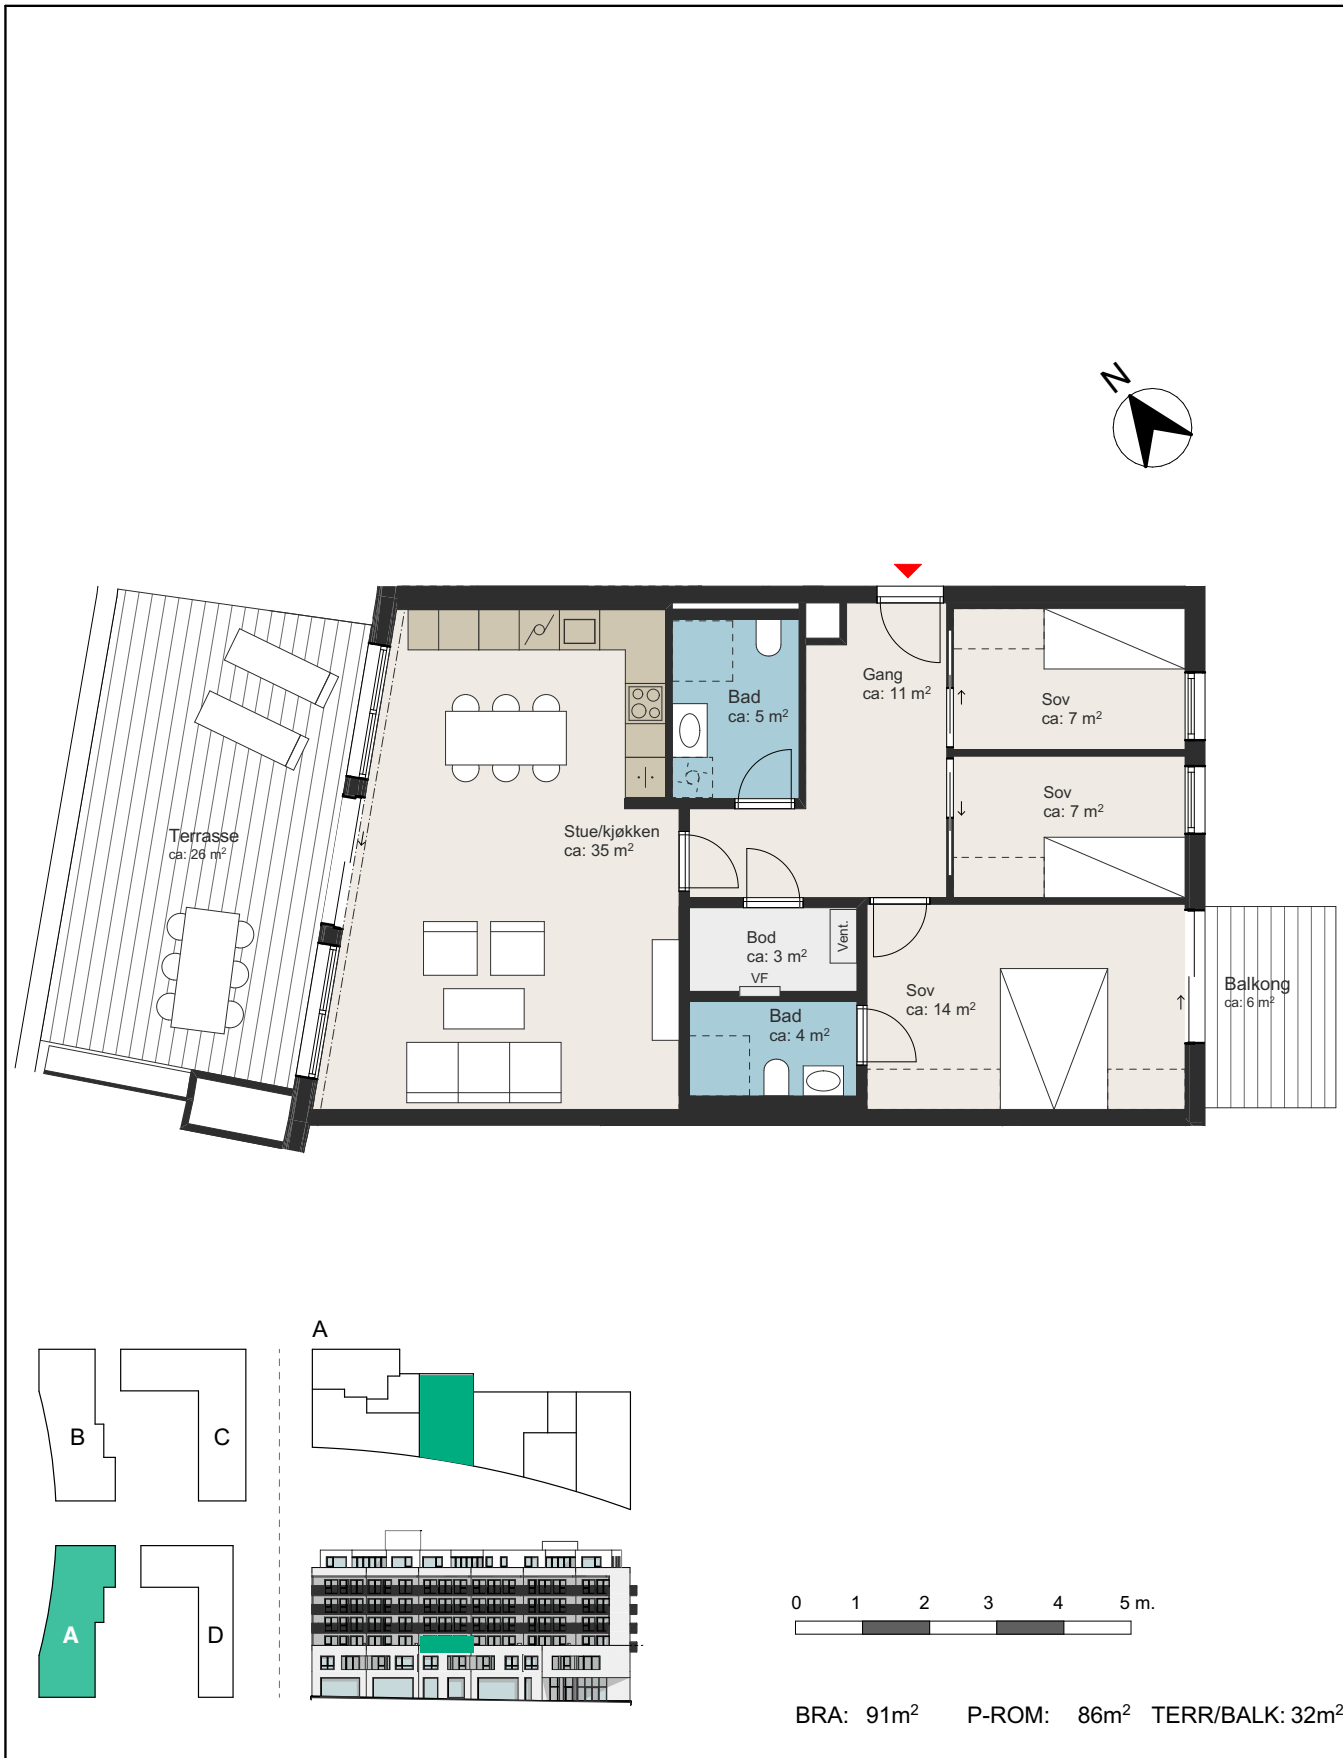 N
Gang
ca: 11 m²
Bad
ca: 5 m²
Sov
ca: 7 m²
Sov
ca: 7 m²
Terrasse
ca: 26 m²
Stue/kjøkken
ca: 35 m²
Bod
ca: 3 m²
Vent.
VF
Sov
ca: 14 m²
Balkong
ca: 6 m²
Bad
ca: 4 m²
A
B
C
A
D
0 1 2 3 4 5 m.
BRA: 91m² P-ROM: 86m² TERR/BALK: 32m²